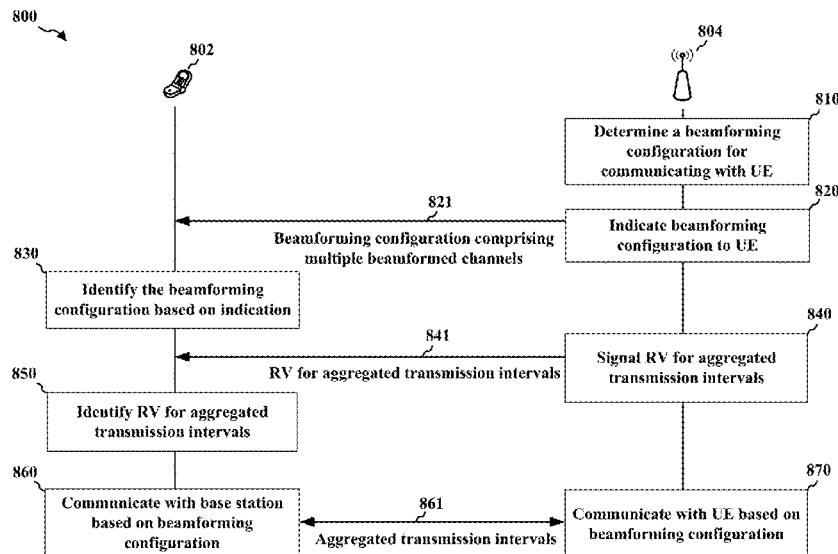 800
802
804
810
Determine a beamforming
configuration for
communicating with UE
820
821
Indicate beamforming
configuration to UE
Beamforming configuration comprising
multiple beamformed channels
830
Identify the beamforming
configuration based on indication
840
841
Signal RV for aggregated
transmission intervals
RV for aggregated transmission intervals
850
Identify RV for aggregated
transmission intervals
860
870
Communicate with base station
based on beamforming
configuration
861
Aggregated transmission
intervals
Communicate with UE based on
beamforming configuration